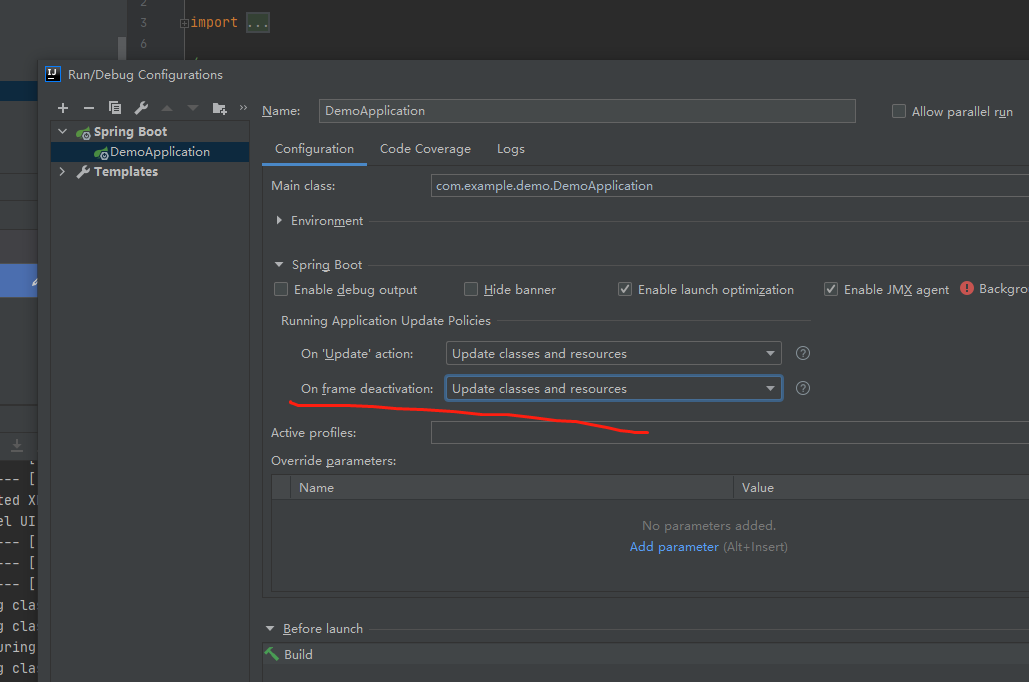 2
3 import ...
6
Run/Debug Configurations
Name: DemoApplication Allow parallel run
Spring Boot
DemoApplication
Templates
Configuration Code Coverage Logs
Main class: com.example.demo.DemoApplication
Environment
Spring Boot
Enable debug output Hide banner Enable launch optimization Enable JMX agent Backgro
Running Application Update Policies
On 'Update' action: Update classes and resources
On frame deactivation: Update classes and resources
Active profiles:
Override parameters:
Name Value
No parameters added.
Add parameter (Alt+Insert)
Before launch
Build
--- [
ted X
el UI
--- [
--- [
--- [
g cla
g cla
uring
g cla